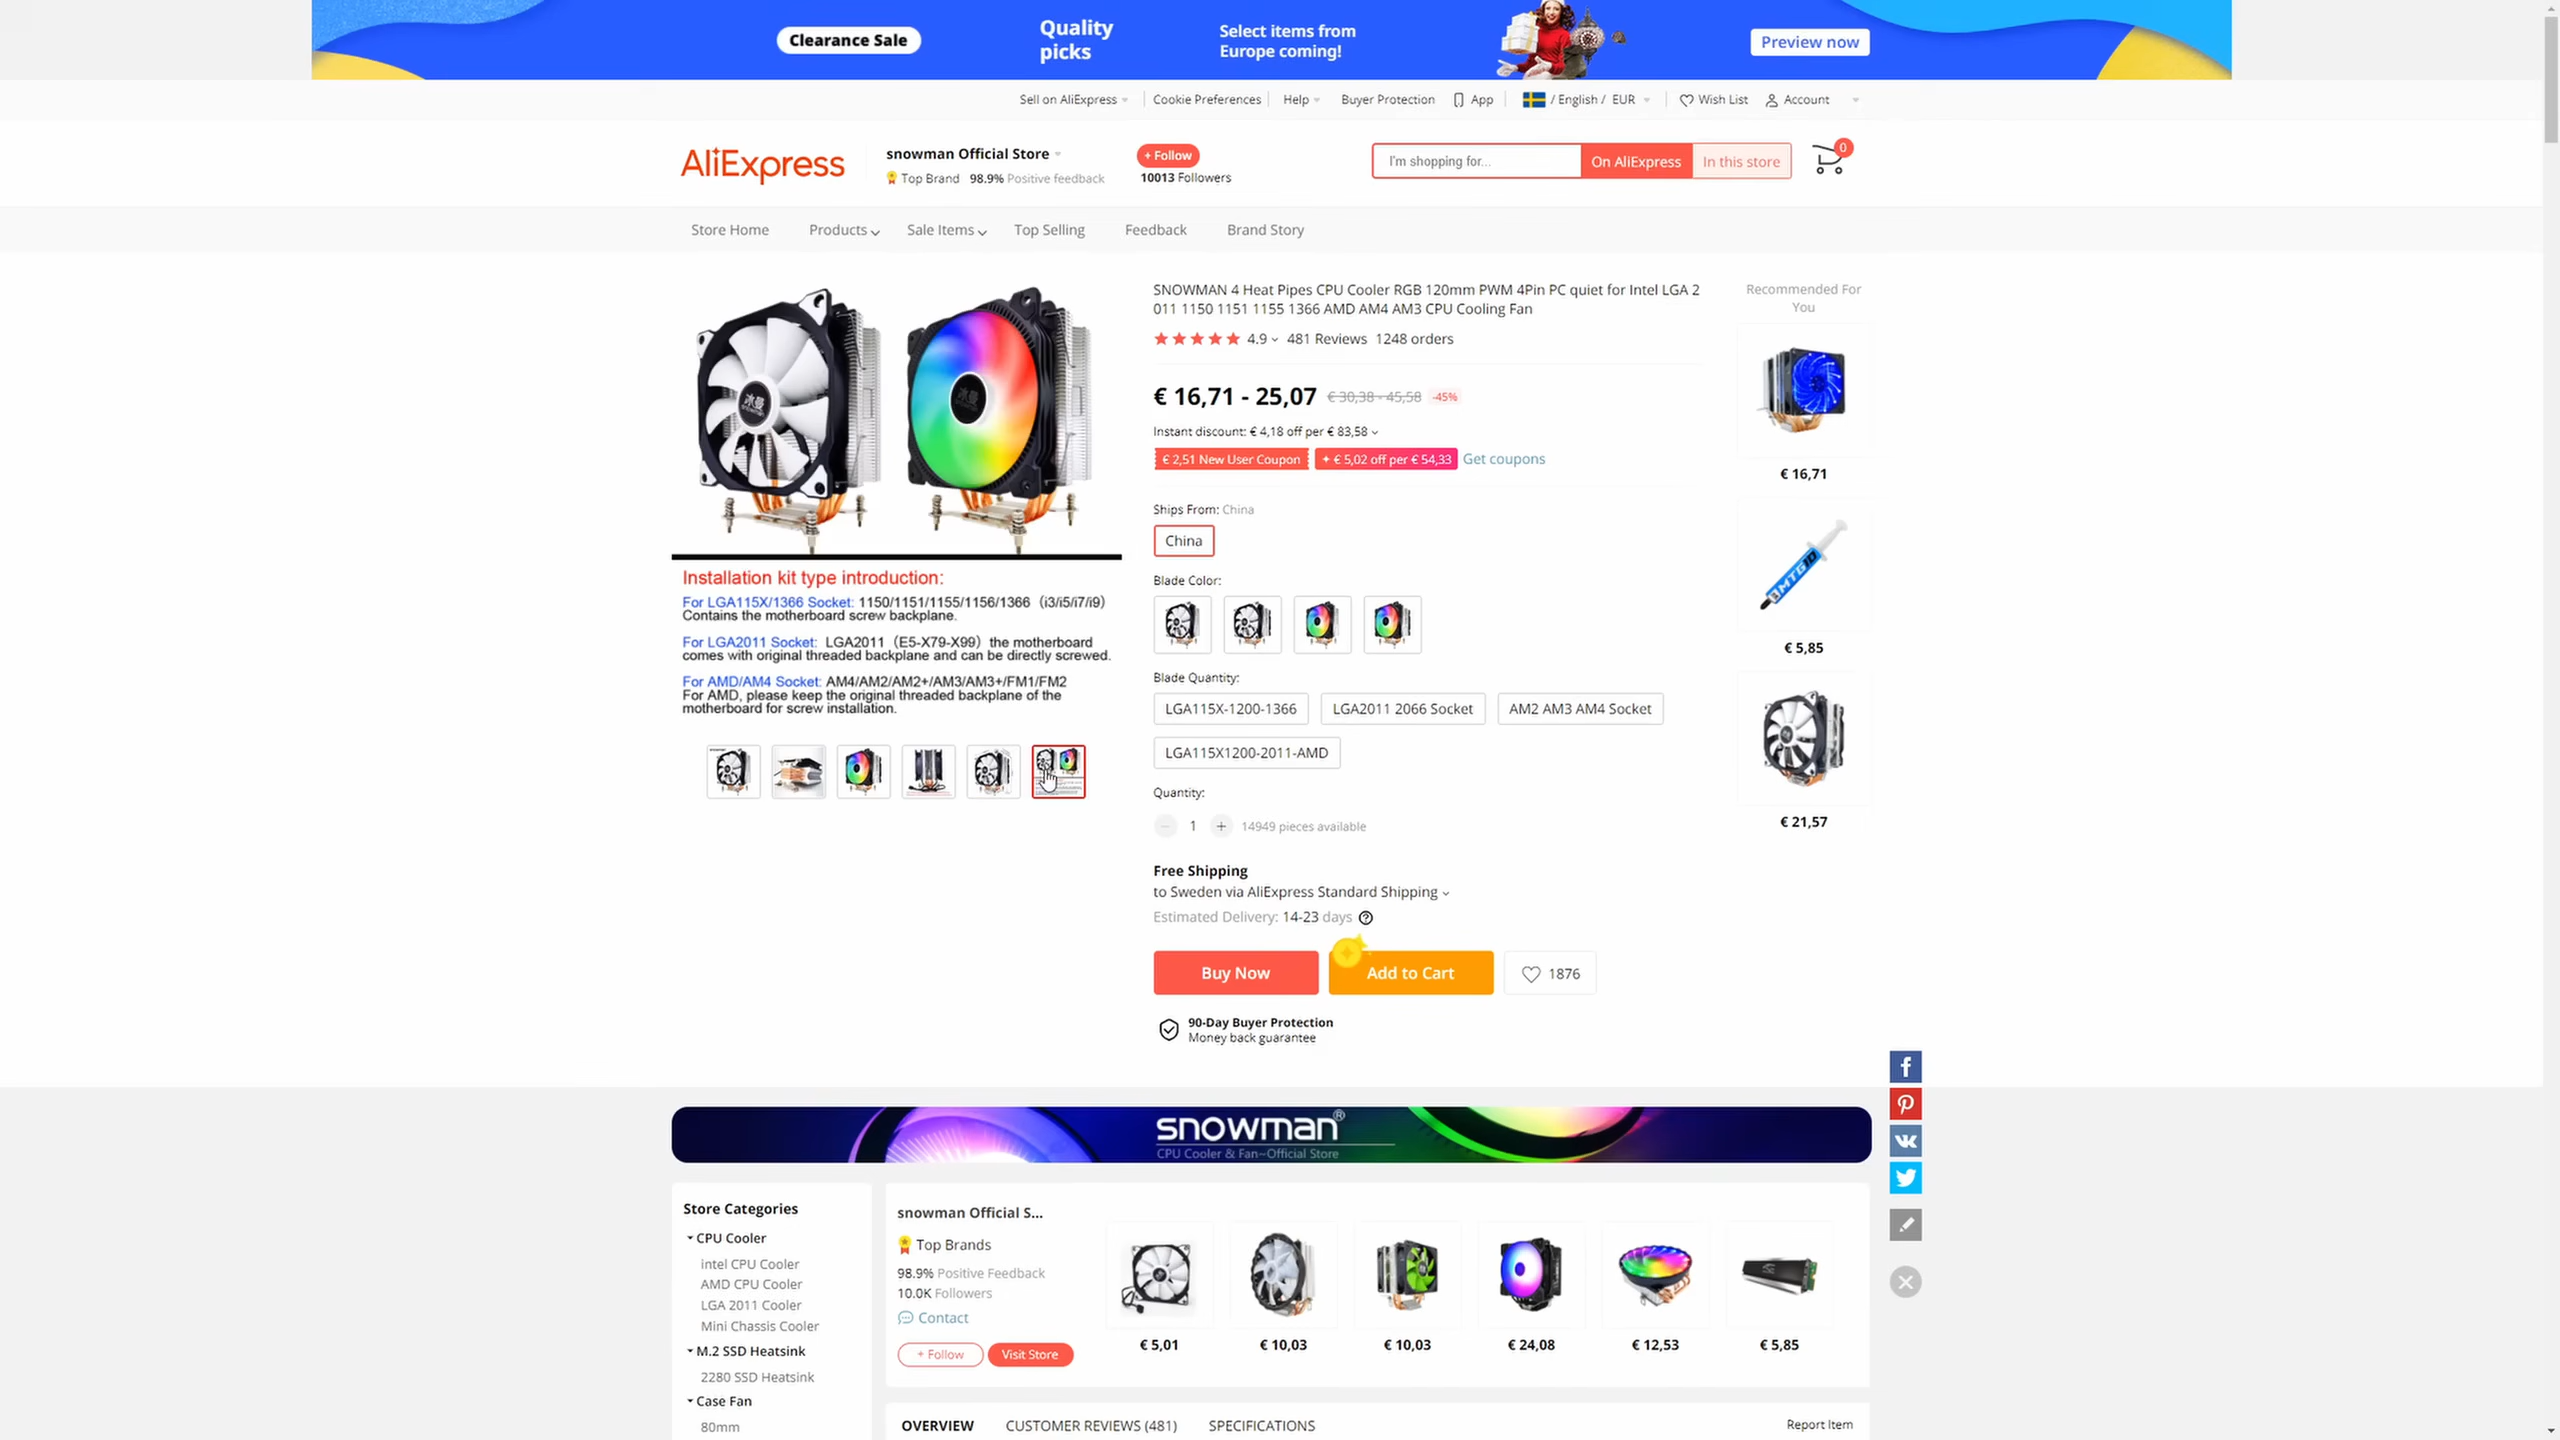 Clearance Sale
Quality
picks
Select items from
Europe coming!
Preview now
Sell on AliExpress
Cookie Preferences
Help
Buyer Protection
App
/ English / EUR
Wish List
Account
AliExpress
snowman Official Store
Top Brand 98.9% Positive feedback
+ Follow
10013 Followers
I'm shopping for...
On AliExpress
In this store
0
Store Home
Products
Sale Items
Top Selling
Feedback
Brand Story
Installation kit type introduction:
For LGA115X/1366 Socket: 1150/1151/1155/1156/1366（i3/i5/i7/i9）
Contains the motherboard screw backplane.
For LGA2011 Socket: LGA2011（E5-X79-X99）the motherboard
comes with original threaded backplane and can be directly screwed.
For AMD/AM4 Socket: AM4/AM2/AM2+/AM3/AM3+/FM1/FM2
For AMD, please keep the original threaded backplane of the
motherboard for screw installation.
SNOWMAN 4 Heat Pipes CPU Cooler RGB 120mm PWM 4Pin PC quiet for Intel LGA 2
011 1150 1151 1155 1366 AMD AM4 AM3 CPU Cooling Fan
4.9 481 Reviews 1248 orders
€ 16,71 - 25,07 € 30,38 - 45,58 -45%
Instant discount: € 4,18 off per € 83,58
€ 2,51 New User Coupon
+ € 5,02 off per € 54,33
Get coupons
Ships From: China
China
Blade Color:
Blade Quantity:
LGA115X-1200-1366
LGA2011 2066 Socket
AM2 AM3 AM4 Socket
LGA115X1200-2011-AMD
Quantity:
1
14949 pieces available
Free Shipping
to Sweden via AliExpress Standard Shipping
Estimated Delivery: 14-23 days
Buy Now
Add to Cart
1876
90-Day Buyer Protection
Money back guarantee
Recommended For
You
€ 16,71
€ 5,85
€ 21,57
snowman®
CPU Cooler & Fan-Official Store
Store Categories
CPU Cooler
intel CPU Cooler
AMD CPU Cooler
LGA 2011 Cooler
Mini Chassis Cooler
M.2 SSD Heatsink
2280 SSD Heatsink
Case Fan
80mm
snowman Official S...
Top Brands
98.9% Positive Feedback
10.0K Followers
Contact
+ Follow
Visit Store
€ 5,01
€ 10,03
€ 10,03
€ 24,08
€ 12,53
€ 5,85
OVERVIEW
CUSTOMER REVIEWS (481)
SPECIFICATIONS
Report Item